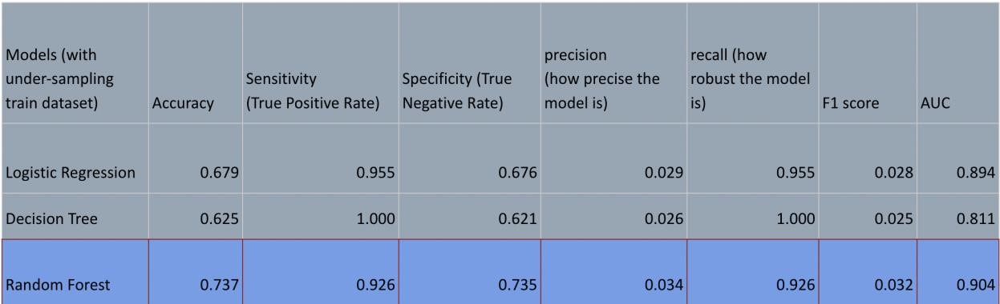 Models (with
under-sampling
train dataset)
Accuracy
Sensitivity
(True Positive Rate)
Specificity (True
Negative Rate)
precision
(how precise the
model is)
recall (how
robust the model
is)
F1 score
AUC
Logistic Regression 0.679 0.955 0.676 0.029 0.955 0.028 0.894
Decision Tree 0.625 1.000 0.621 0.026 1.000 0.025 0.811
Random Forest 0.737 0.926 0.735 0.034 0.926 0.032 0.904